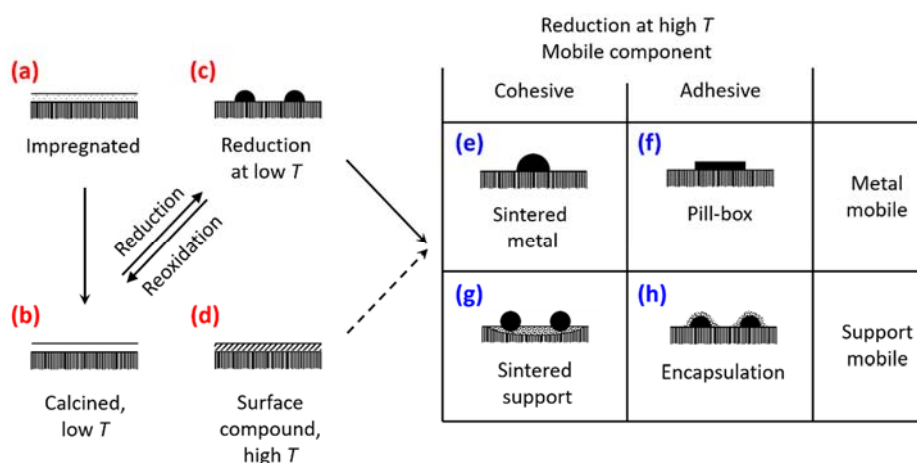 Reduction at high T
Mobile component
(a)
Impregnated
(c)
Reduction
at low T
Reduction
Reoxidation
(b)
Calcined,
low T
(d)
Surface
compound,
high T
Cohesive
Adhesive
(e)
Sintered
metal
(f)
Pill-box
Metal
mobile
(g)
Sintered
support
(h)
Encapsulation
Support
mobile